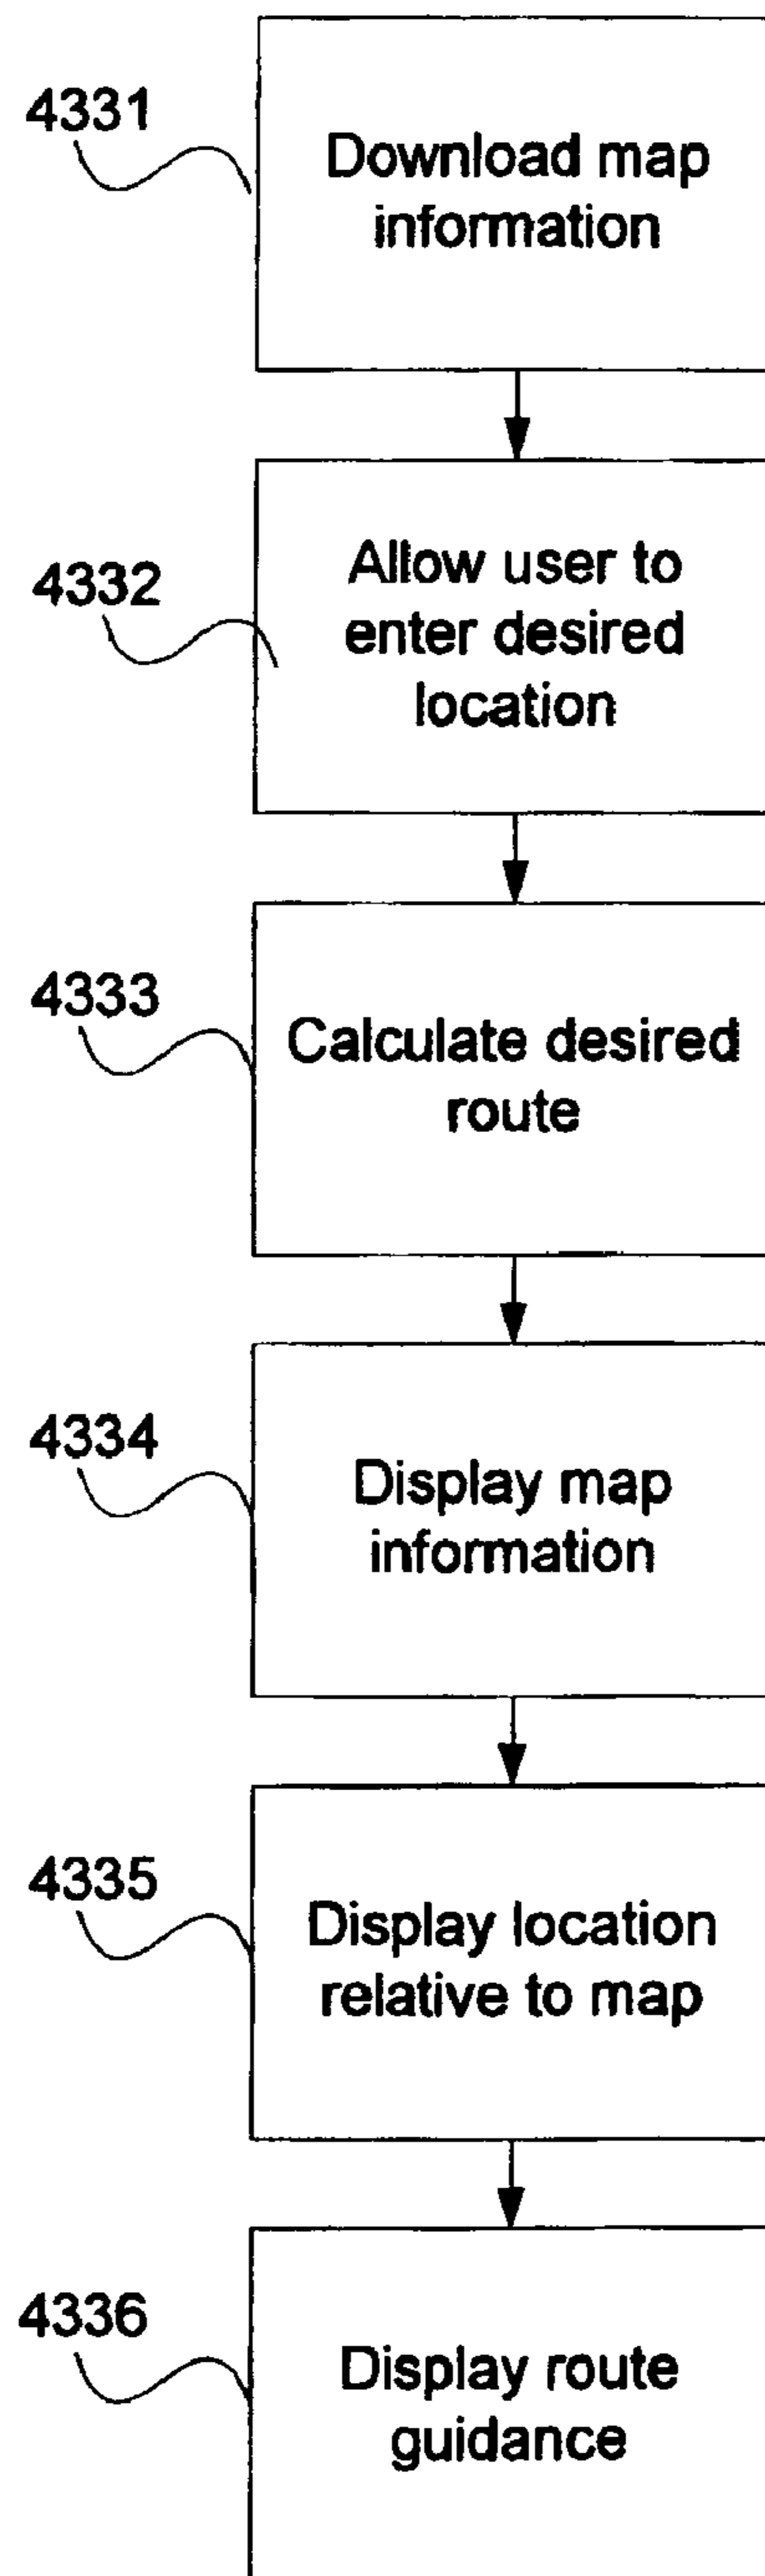 4331
Download map
information
4332
Allow user to
enter desired
location
4333
Calculate desired
route
4334
Display map
information
4335
Display location
relative to map
4336
Display route
guidance